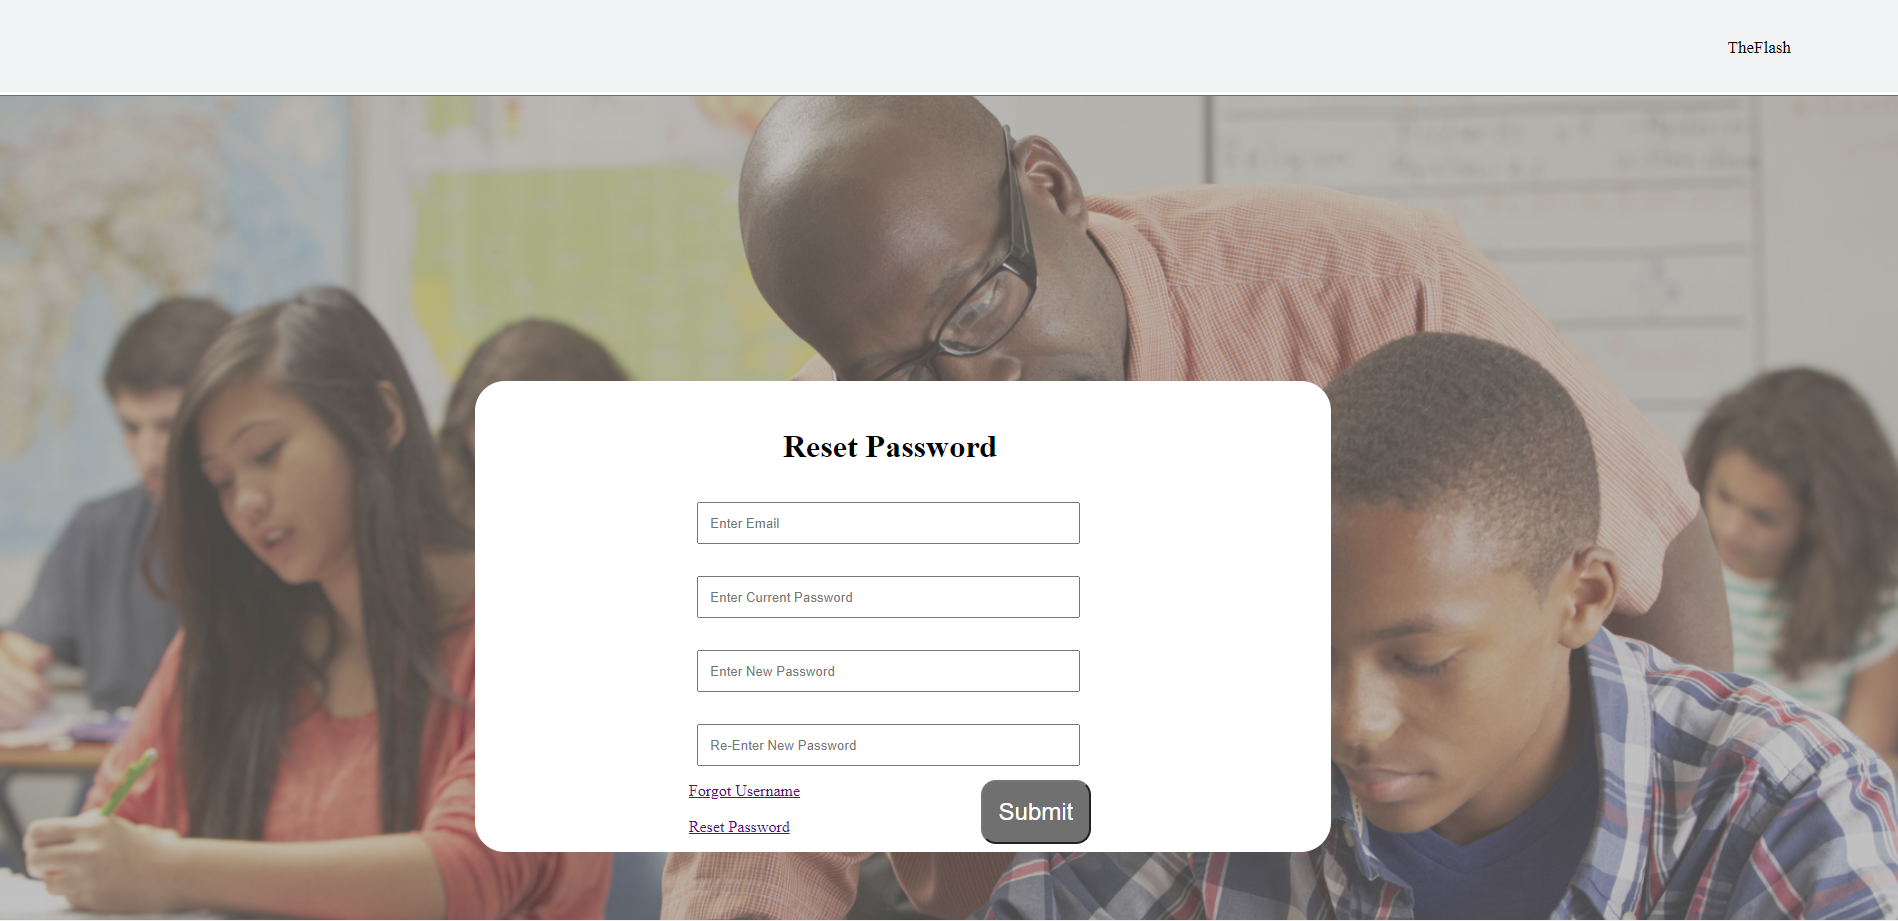 TheFlash
Reset Password
Enter Email
Enter Current Password
Enter New Password
Re-Enter New Password
Forgot Username
Submit
Reset Password